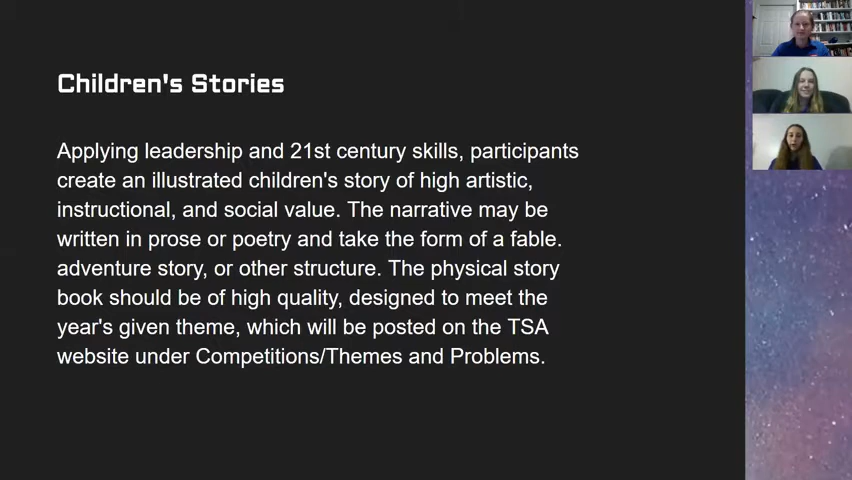 Children's Stories
Applying leadership and 21st century skills, participants
create an illustrated children's story of high artistic,
instructional, and social value. The narrative may be
written in prose or poetry and take the form of a fable.
adventure story, or other structure. The physical story
book should be of high quality, designed to meet the
year's given theme, which will be posted on the TSA
website under Competitions/Themes and Problems.